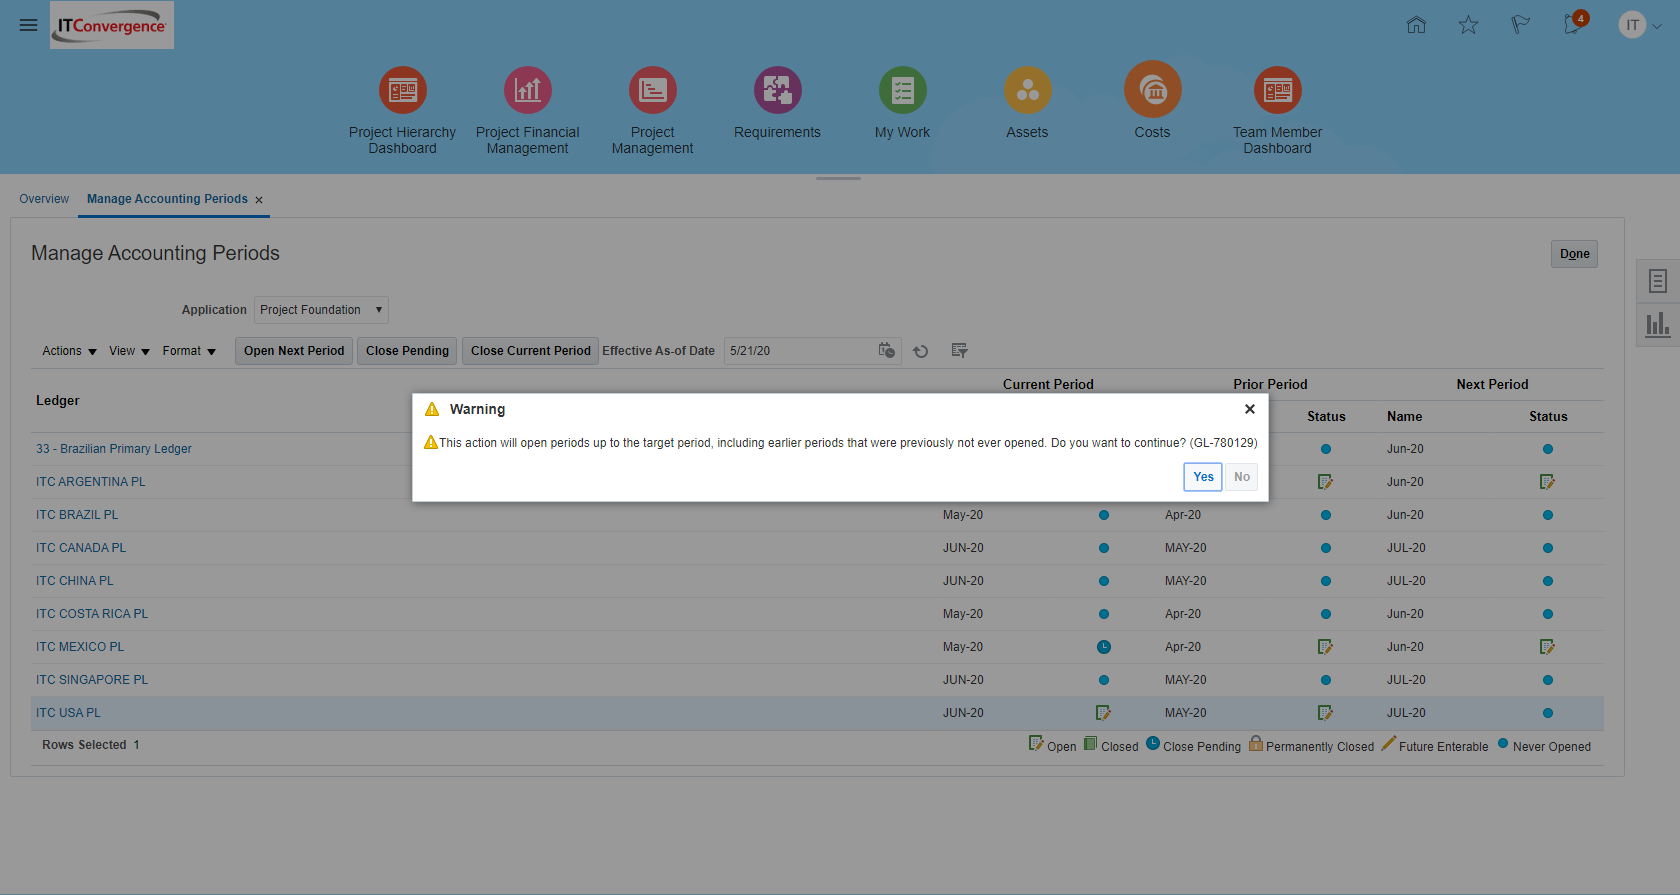 ITConvergence
4
IT
Project Hierarchy Dashboard
Project Financial Management
Project Management
Requirements
My Work
Assets
Costs
Team Member Dashboard
Overview
Manage Accounting Periods ×
Manage Accounting Periods
Done
Application Project Foundation
Actions View Format Open Next Period Close Pending Close Current Period Effective As-of Date 5/21/20
Current Period Prior Period Next Period
Ledger
Status Name Status
Warning
This action will open periods up to the target period, including earlier periods that were previously not ever opened. Do you want to continue? (GL-780129)
Yes No
33 - Brazilian Primary Ledger Jun-20
ITC ARGENTINA PL Jun-20
ITC BRAZIL PL May-20 Apr-20 Jun-20
ITC CANADA PL JUN-20 MAY-20 JUL-20
ITC CHINA PL JUN-20 MAY-20 JUL-20
ITC COSTA RICA PL May-20 Apr-20 Jun-20
ITC MEXICO PL May-20 Apr-20 Jun-20
ITC SINGAPORE PL JUN-20 MAY-20 JUL-20
ITC USA PL JUN-20 MAY-20 JUL-20
Rows Selected 1
Open Closed Close Pending Permanently Closed Future Enterable Never Opened